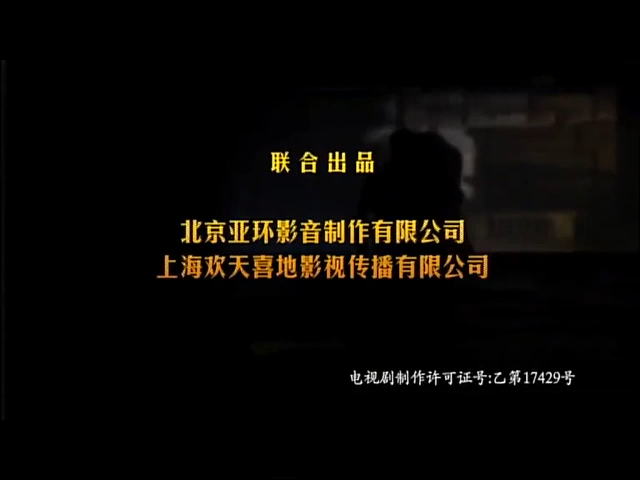 联合出品
北京亚环影音制作有限公司
上海欢天喜地影视传播有限公司
电视剧制作许可证号:乙第17429号